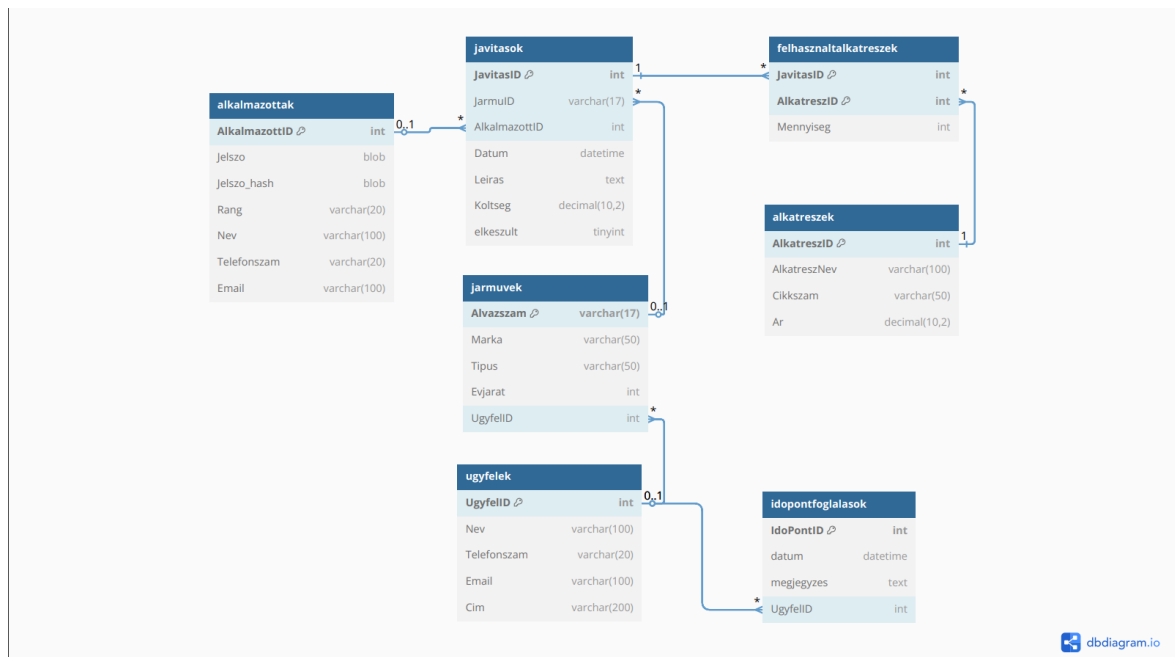 alkalmazottak
AlkalmazottID int
Jelszo blob
Jelszo_hash blob
Rang varchar(20)
Nev varchar(100)
Telefonszam varchar(20)
Email varchar(100)
0..1
*
javitasok
JavitasID int
JarmuID varchar(17)
AlkalmazottID int
Datum datetime
Leiras text
Koltseg decimal(10,2)
elkeszult tinyint
1
*
*
felhasznaltalkatreszek
JavitasID int
AlkatreszID int
Mennyiseg int
*
alkatreszek
AlkatreszID int
AlkatreszNev varchar(100)
Cikkszam varchar(50)
Ar decimal(10,2)
1
jarmuvek
Alvazszam varchar(17)
Marka varchar(50)
Tipus varchar(50)
Evjarat int
UgyfelID int
0..1
*
ugyfelek
UgyfelID int
Nev varchar(100)
Telefonszam varchar(20)
Email varchar(100)
Cim varchar(200)
0..1
*
idopontfoglalasok
IdoPontID int
datum datetime
megjegyzes text
UgyfelID int
dbdiagram.io